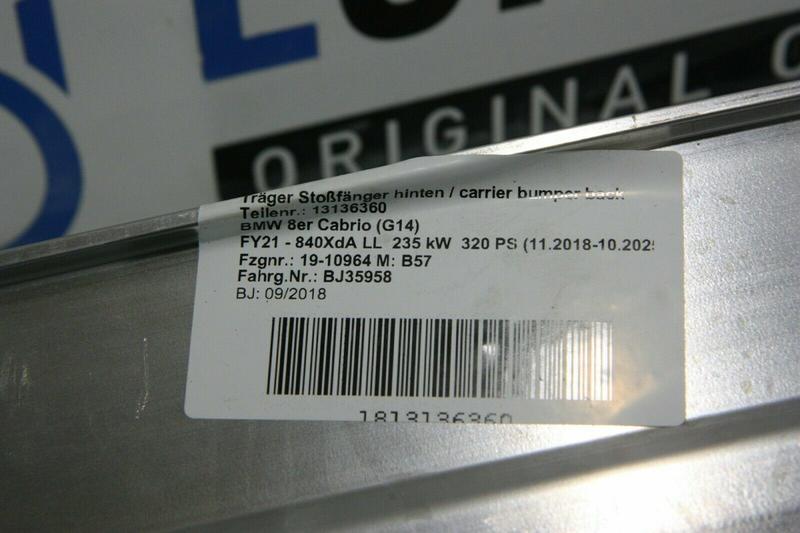 ORIGINAL
Träger Stoßfänger hinten / carrier bumper back
Teilenr.: 13136360
BMW 8er Cabrio (G14)
FY21 - 840XdA LL 235 kW 320 PS (11.2018-10.2025
Fzgnr.: 19-10964 M: B57
Fahrg.Nr.: BJ35958
BJ: 09/2018
1813136360